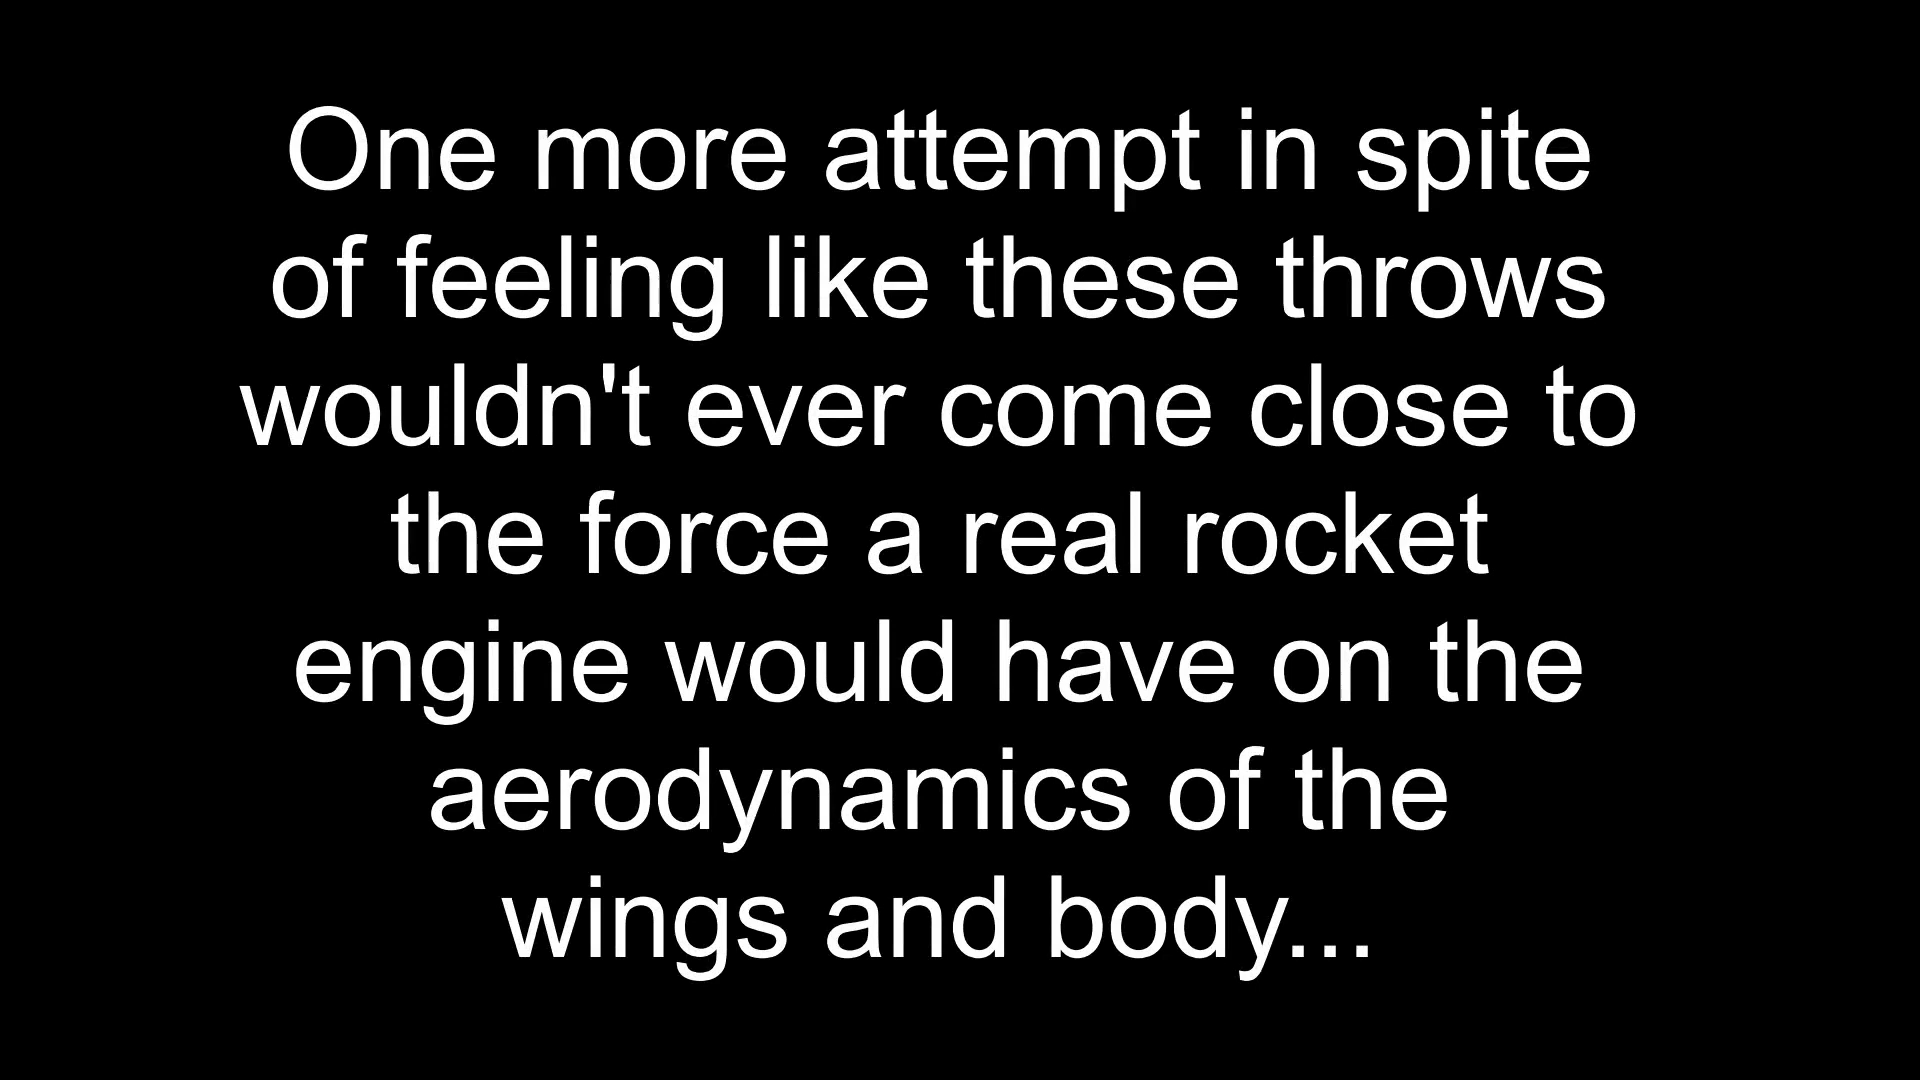 One more attempt in spite
of feeling like these throws
wouldn't ever come close to
the force a real rocket
engine would have on the
aerodynamics of the
wings and body...